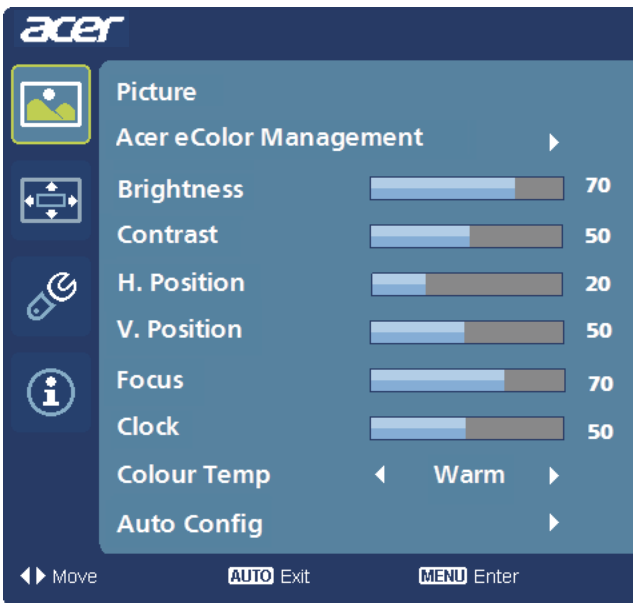 acer
Picture
Acer eColor Management
Brightness 70
Contrast 50
H. Position 20
V. Position 50
Focus 70
Clock 50
Colour Temp Warm
Auto Config
Move AUTO Exit MENU Enter